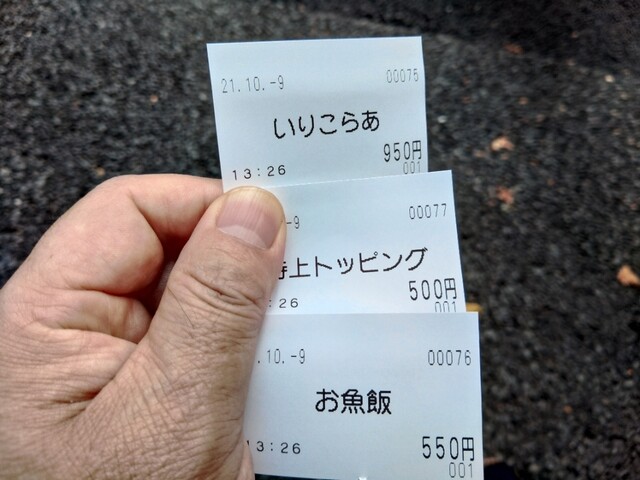 21.10.-9 00075
いりこらあ
950円
13:26 001
-9 00077
特上トッピング
500円
:26 001
.10.-9 00076
お魚飯
550円
13:26 001